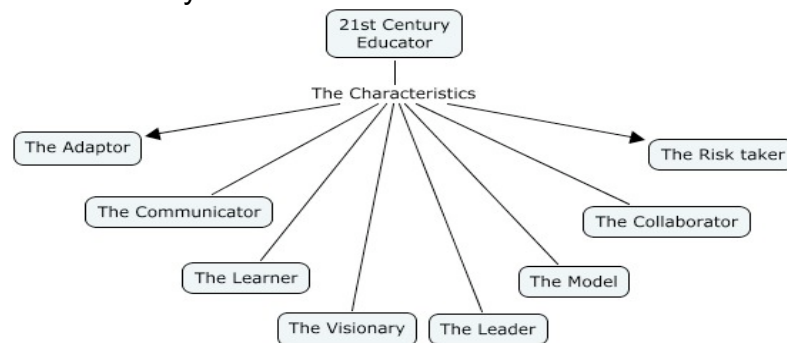 21st Century
Educator
The Characteristics
The Adaptor
The Risk taker
The Communicator
The Collaborator
The Learner
The Model
The Visionary
The Leader